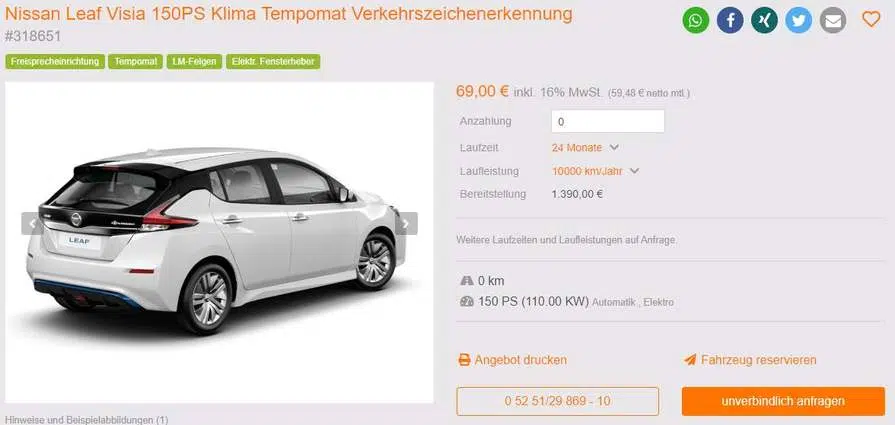 Nissan Leaf Visia 150PS Klima Tempomat Verkehrszeichenerkennung
#318651
Freisprecheinrichtung Tempomat LM-Felgen Elektr. Fensterheber
69,00 € inkl. 16% MwSt. (59,48 € netto mtl.)
Anzahlung 0
Laufzeit 24 Monate
Laufleistung 10000 km/Jahr
Bereitstellung 1.390,00 €
LEAF
Weitere Laufzeiten und Laufleistungen auf Anfrage.
0 km
150 PS (110.00 KW) Automatik , Elektro
Angebot drucken Fahrzeug reservieren
0 52 51/29 869 - 10 unverbindlich anfragen
Hinweise und Beispielabbildungen (1)